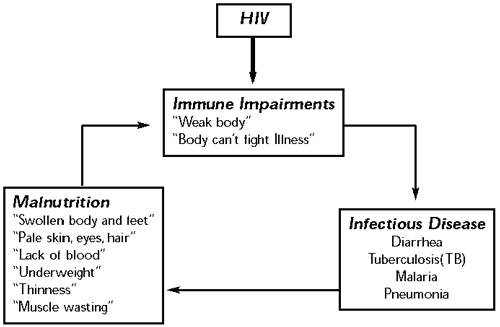 HIV
Immune Impairments
"Weak body"
"Body can't fight Illness"
Malnutrition
"Swollen body and feet"
"Pale skin, eyes, hair"
"Lack of blood"
"Underweight"
"Thinness"
"Muscle wasting"
Infectious Disease
Diarrhea
Tuberculosis(TB)
Malaria
Pneumonia